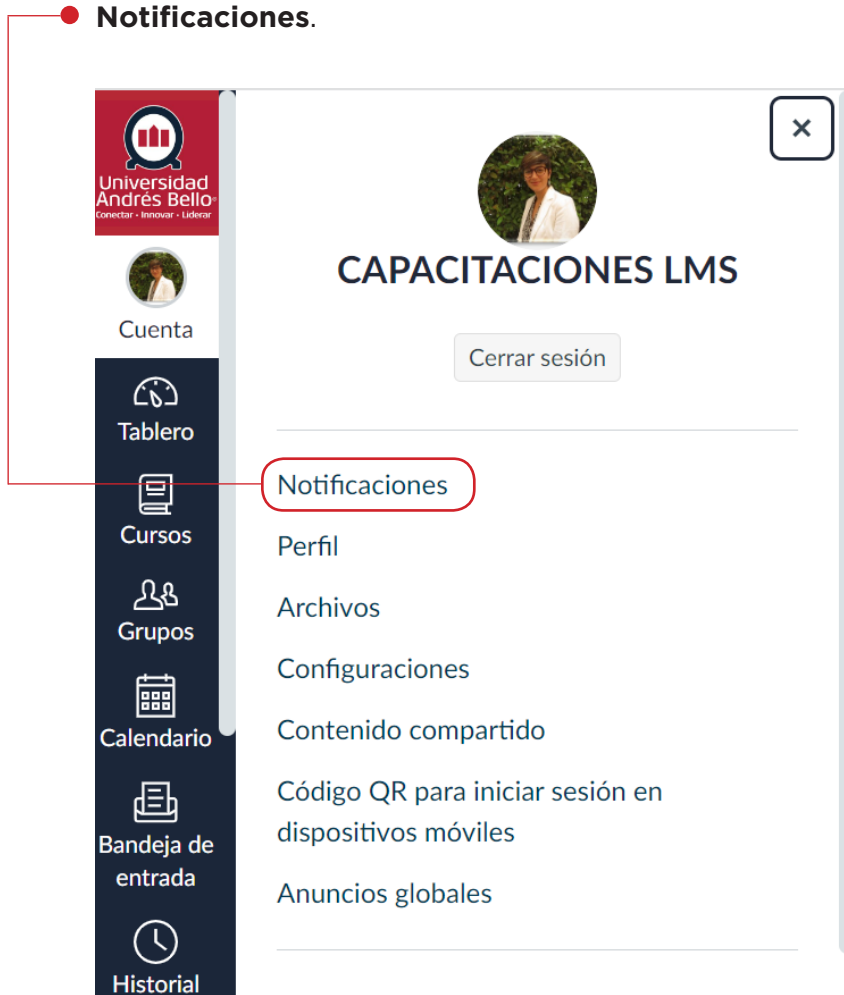 Notificaciones.
Universidad
Andrés Bello®
Conectar · Innovar · Liderar
Cuenta
Tablero
Cursos
Grupos
Calendario
Bandeja de
entrada
Historial
×
CAPACITACIONES LMS
Cerrar sesión
Notificaciones
Perfil
Archivos
Configuraciones
Contenido compartido
Código QR para iniciar sesión en
dispositivos móviles
Anuncios globales